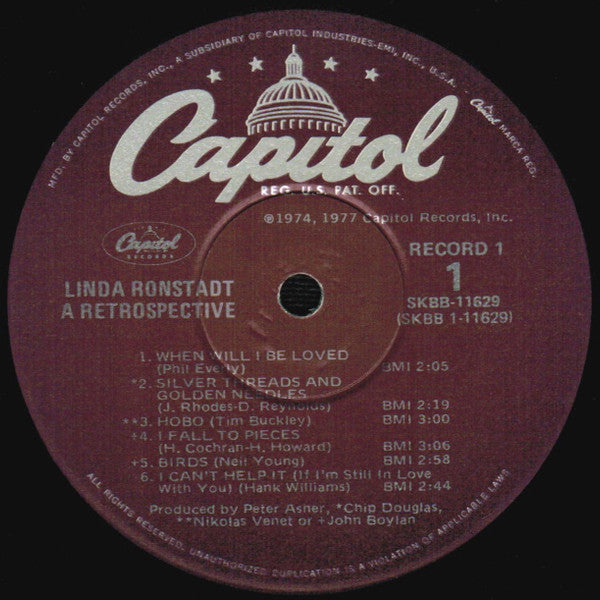 MFD. BY CAPITOL RECORDS, INC., A SUBSIDIARY OF CAPITOL INDUSTRIES-EMI, INC., U.S.A.
Capitol MARCA REG.
Capitol
REG. U.S. PAT. OFF.
℗1974, 1977 Capitol Records, Inc.
Capitol
RECORDS
LINDA RONSTADT
A RETROSPECTIVE
RECORD 1
1
SKBB-11629
(SKBB 1-11629)
1. WHEN WILL I BE LOVED
(Phil Everly) BMI 2:05
*2. SILVER THREADS AND
GOLDEN NEEDLES
(J. Rhodes-D. Reynolds) BMI 2:19
**3. HOBO (Tim Buckley) BMI 3:00
+4. I FALL TO PIECES
(H. Cochran-H. Howard) BMI 3:06
+5. BIRDS (Neil Young) BMI 2:58
6. I CAN'T HELP IT (If I'm Still In Love
With You) (Hank Williams) BMI 2:44
Produced by Peter Asher, *Chip Douglas,
**Nikolas Venet or +John Boylan
ALL RIGHTS RESERVED. UNAUTHORIZED DUPLICATION IS A VIOLATION OF APPLICABLE LAWS